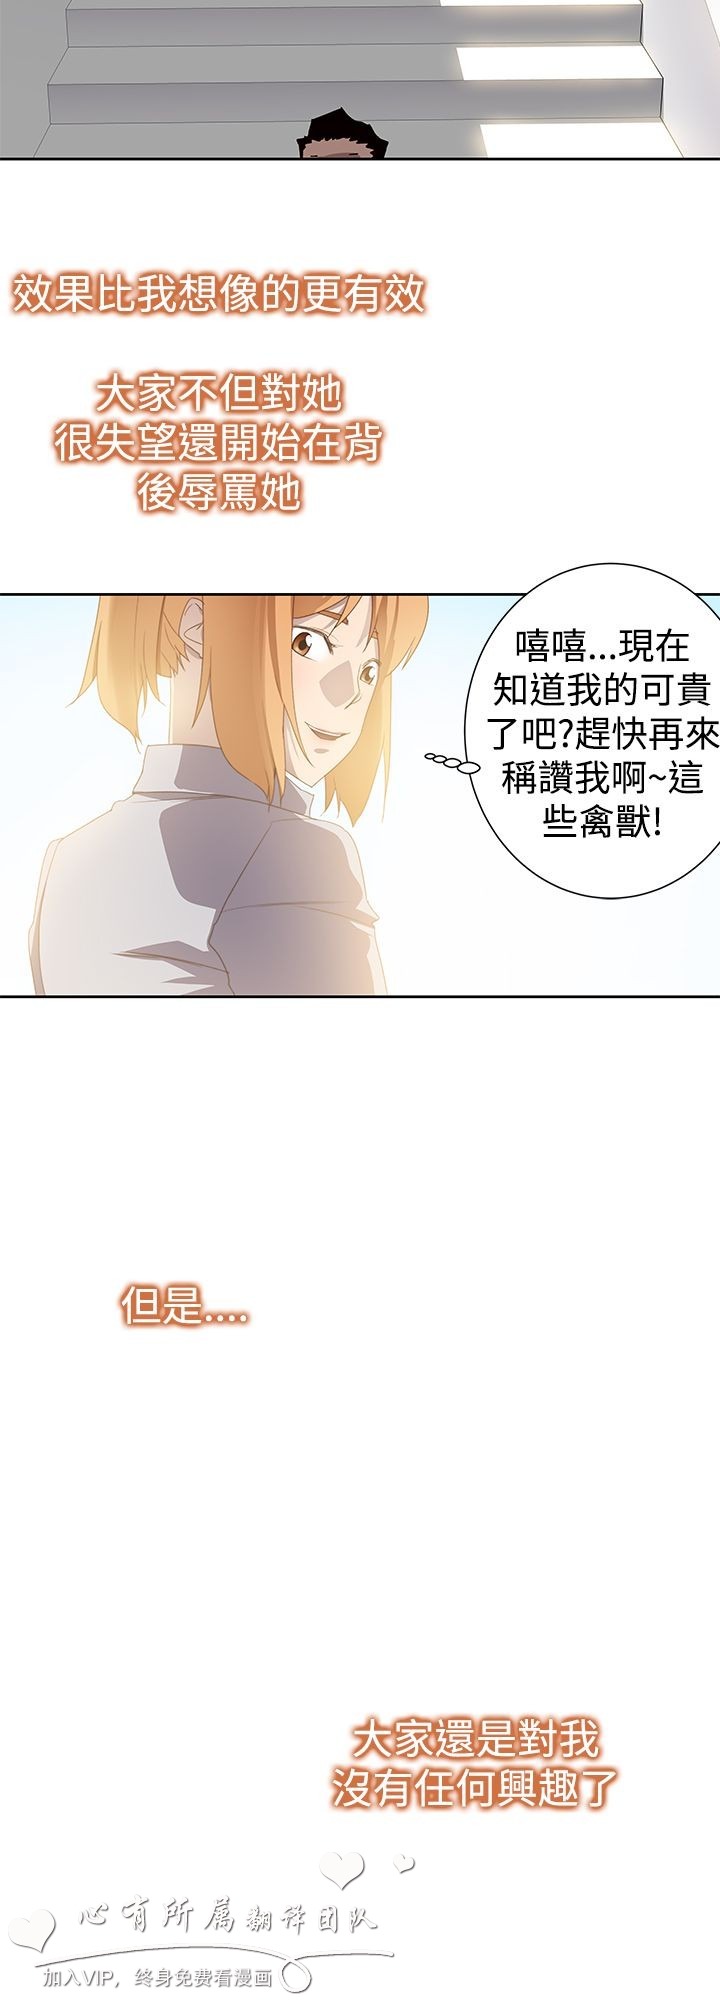 效果比我想像的更有效
大家不但對她
很失望還開始在背
後辱罵她
嘻嘻...現在
知道我的可貴
了吧?趕快再來
稱讚我啊~這
些禽獸!
但是....
大家還是對我
沒有任何興趣了
心有所属翻译团队
加入VIP，终身免费看漫画